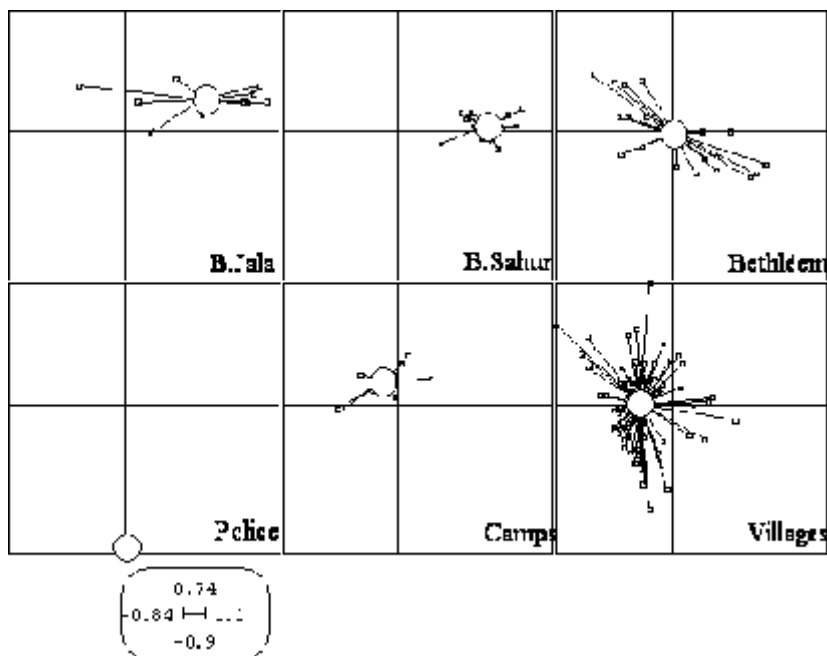 B.Jala
B.Sahur
Bethleem
Police
Camps
Villages
0.74
-0.84
-0.9